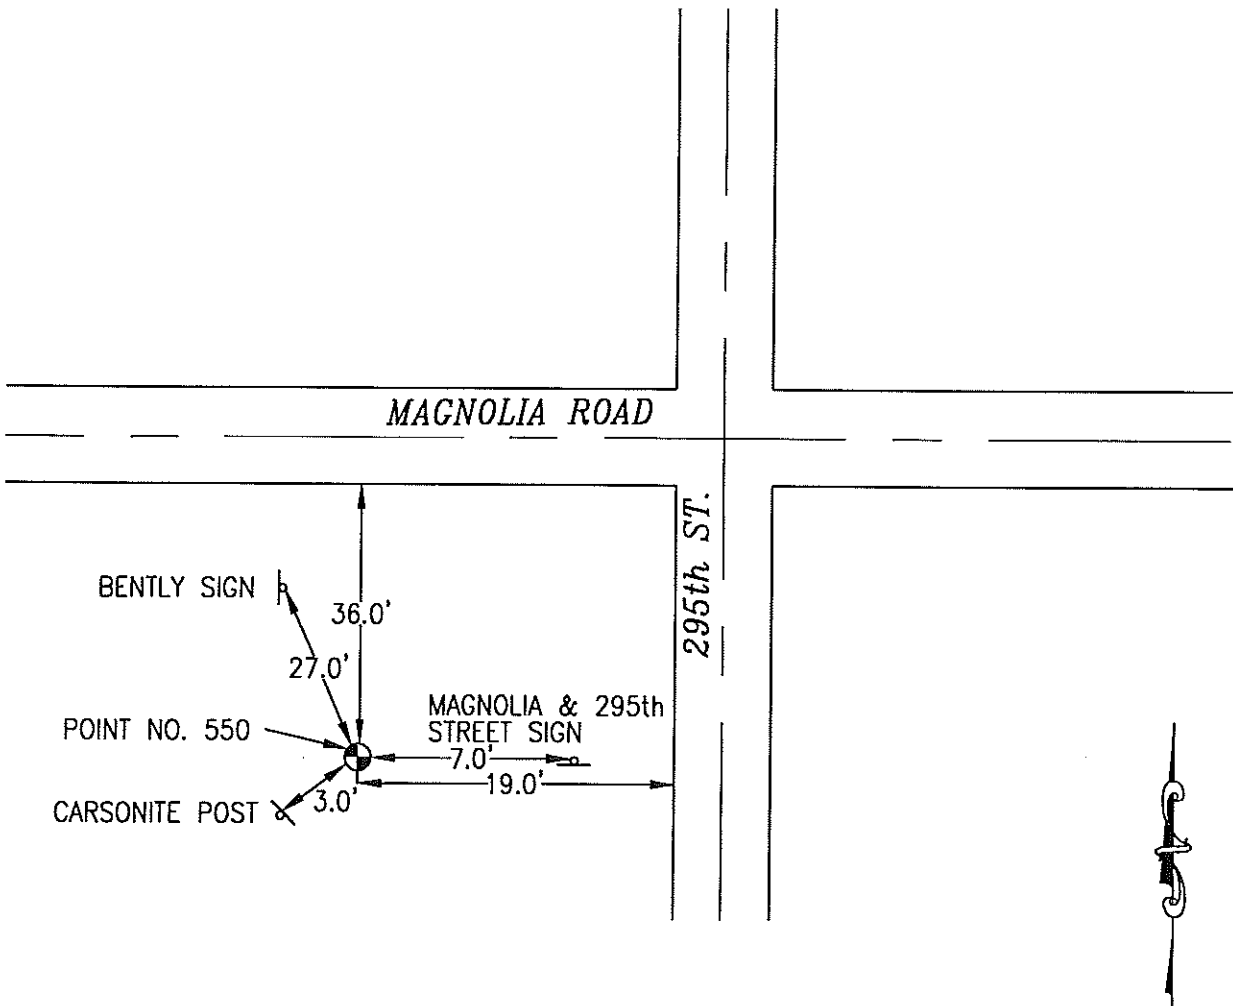 MAGNOLIA ROAD
295th ST.
BENTLY SIGN
36.0'
27.0'
MAGNOLIA & 295th
STREET SIGN
POINT NO. 550
7.0'
19.0'
CARSONITE POST
3.0'